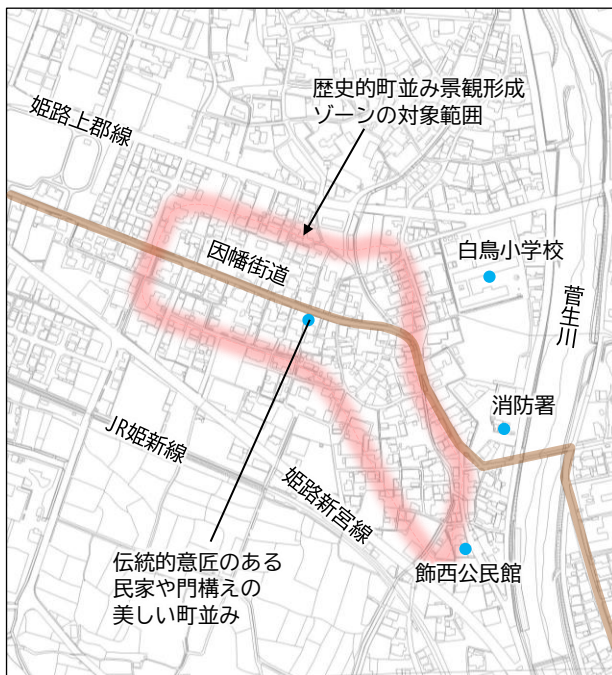 歴史的町並み景観形成
ゾーンの対象範囲
姫路上郡線
因幡街道
白鳥小学校
菅生川
消防署
JR姫新線
姫路新宮線
伝統的意匠のある
民家や門構えの
美しい町並み
飾西公民館